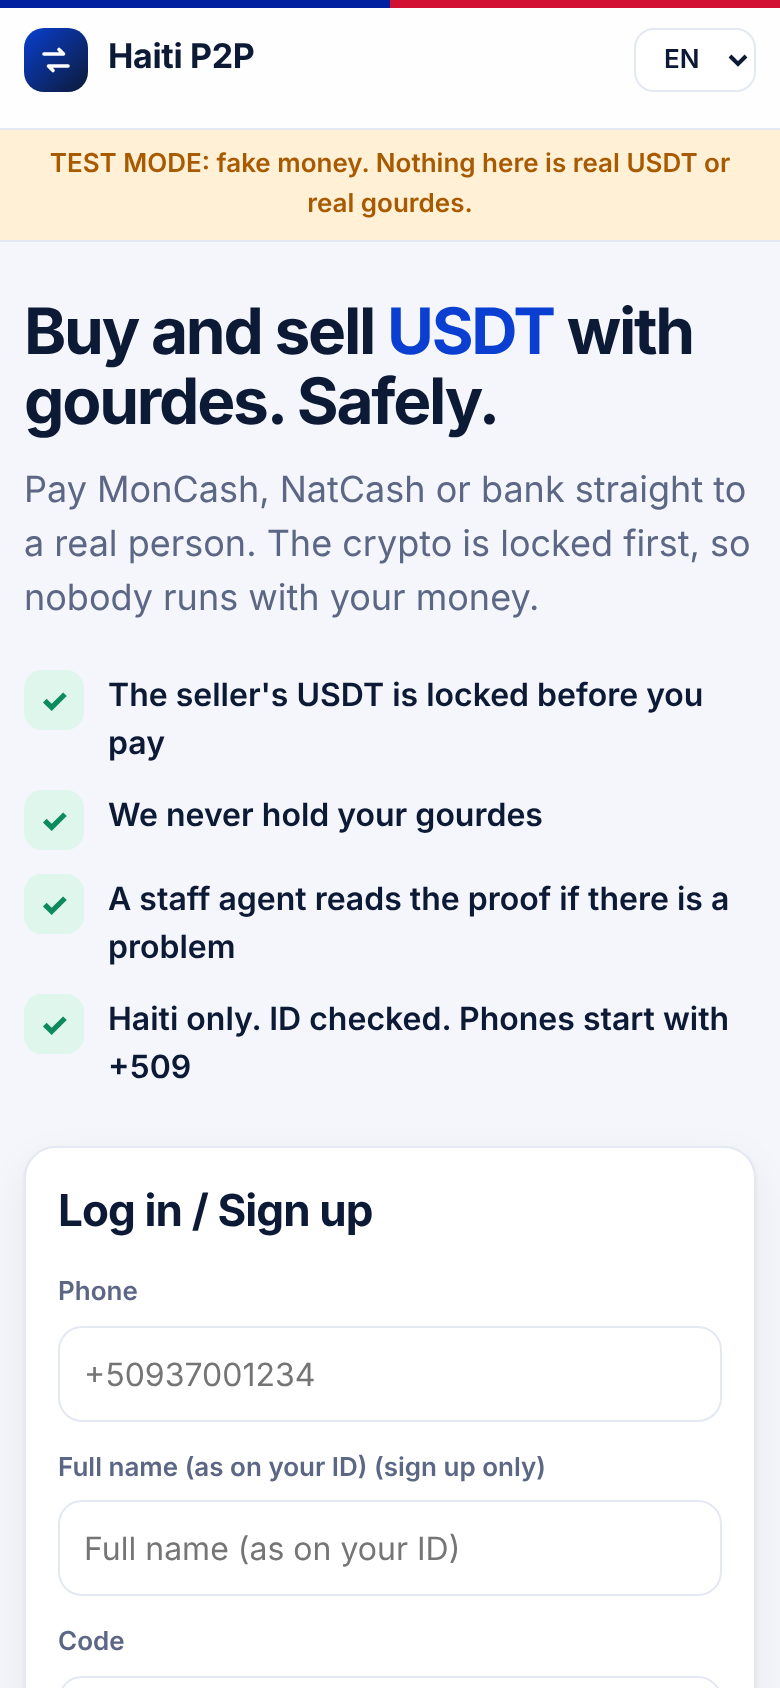 Haiti P2P
EN
TEST MODE: fake money. Nothing here is real USDT or
real gourdes.
Buy and sell USDT with
gourdes. Safely.
Pay MonCash, NatCash or bank straight to
a real person. The crypto is locked first, so
nobody runs with your money.
The seller's USDT is locked before you
pay
We never hold your gourdes
A staff agent reads the proof if there is a
problem
Haiti only. ID checked. Phones start with
+509
Log in / Sign up
Phone
+50937001234
Full name (as on your ID) (sign up only)
Full name (as on your ID)
Code